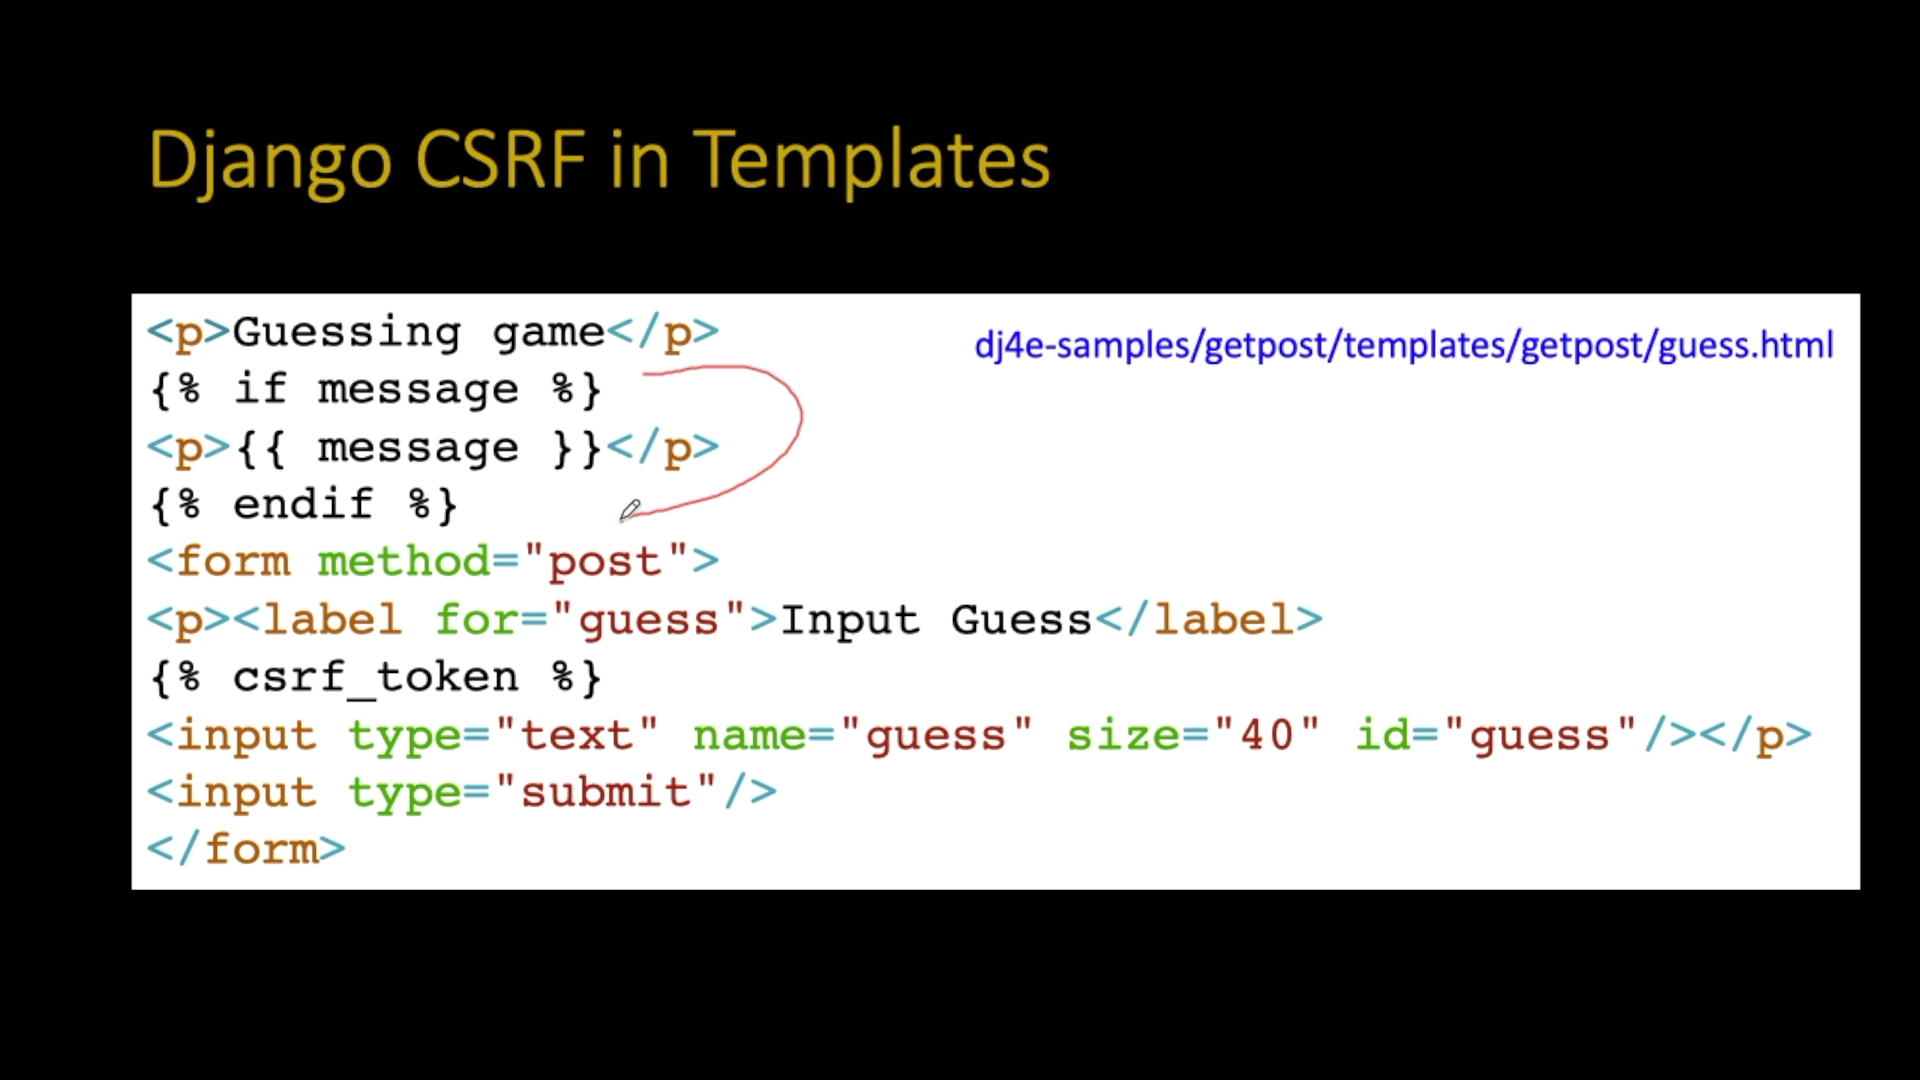 Django CSRF in Templates
<p>Guessing game</p>
dj4e-samples/getpost/templates/getpost/guess.html
{% if message %}
<p>{{ message }}</p>
{% endif %}
<form method="post">
<p><label for="guess">Input Guess</label>
{% csrf_token %}
<input type="text" name="guess" size="40" id="guess"/></p>
<input type="submit"/>
</form>